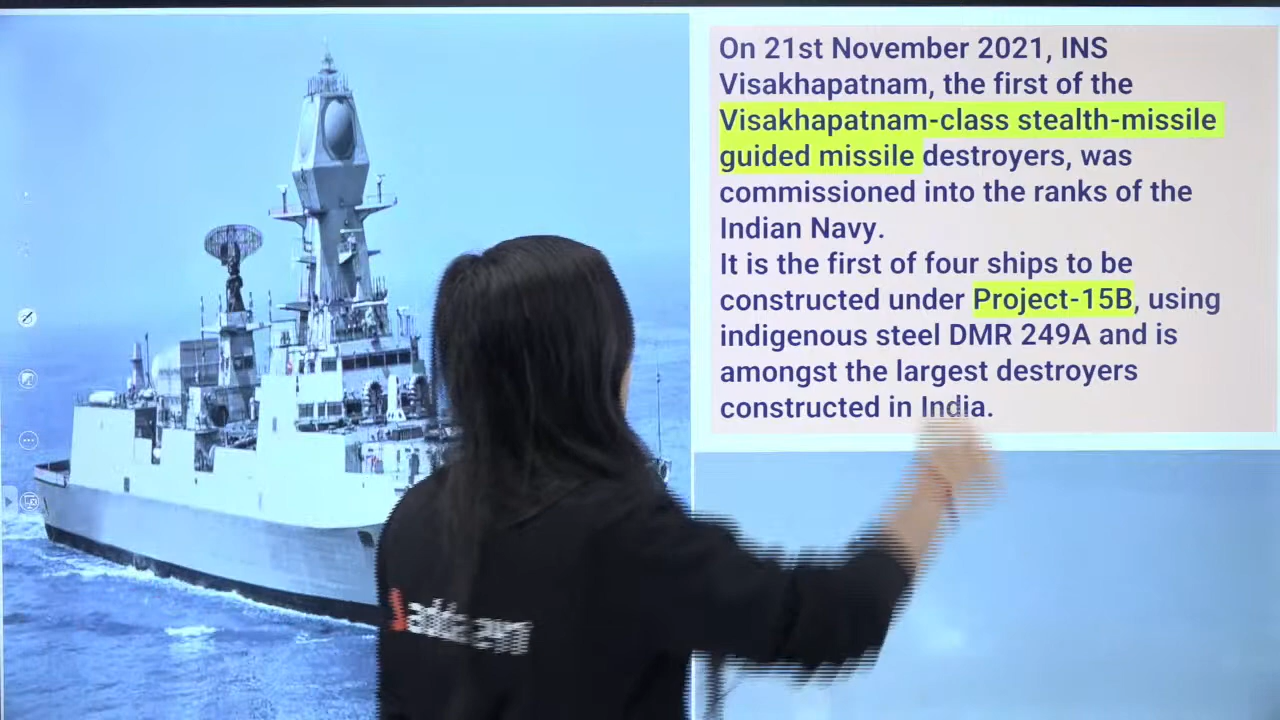 On 21st November 2021, INS
Visakhapatnam, the first of the
Visakhapatnam-class stealth-missile
guided missile destroyers, was
commissioned into the ranks of the
Indian Navy.
It is the first of four ships to be
constructed under Project-15B, using
indigenous steel DMR 249A and is
amongst the largest destroyers
constructed in India.